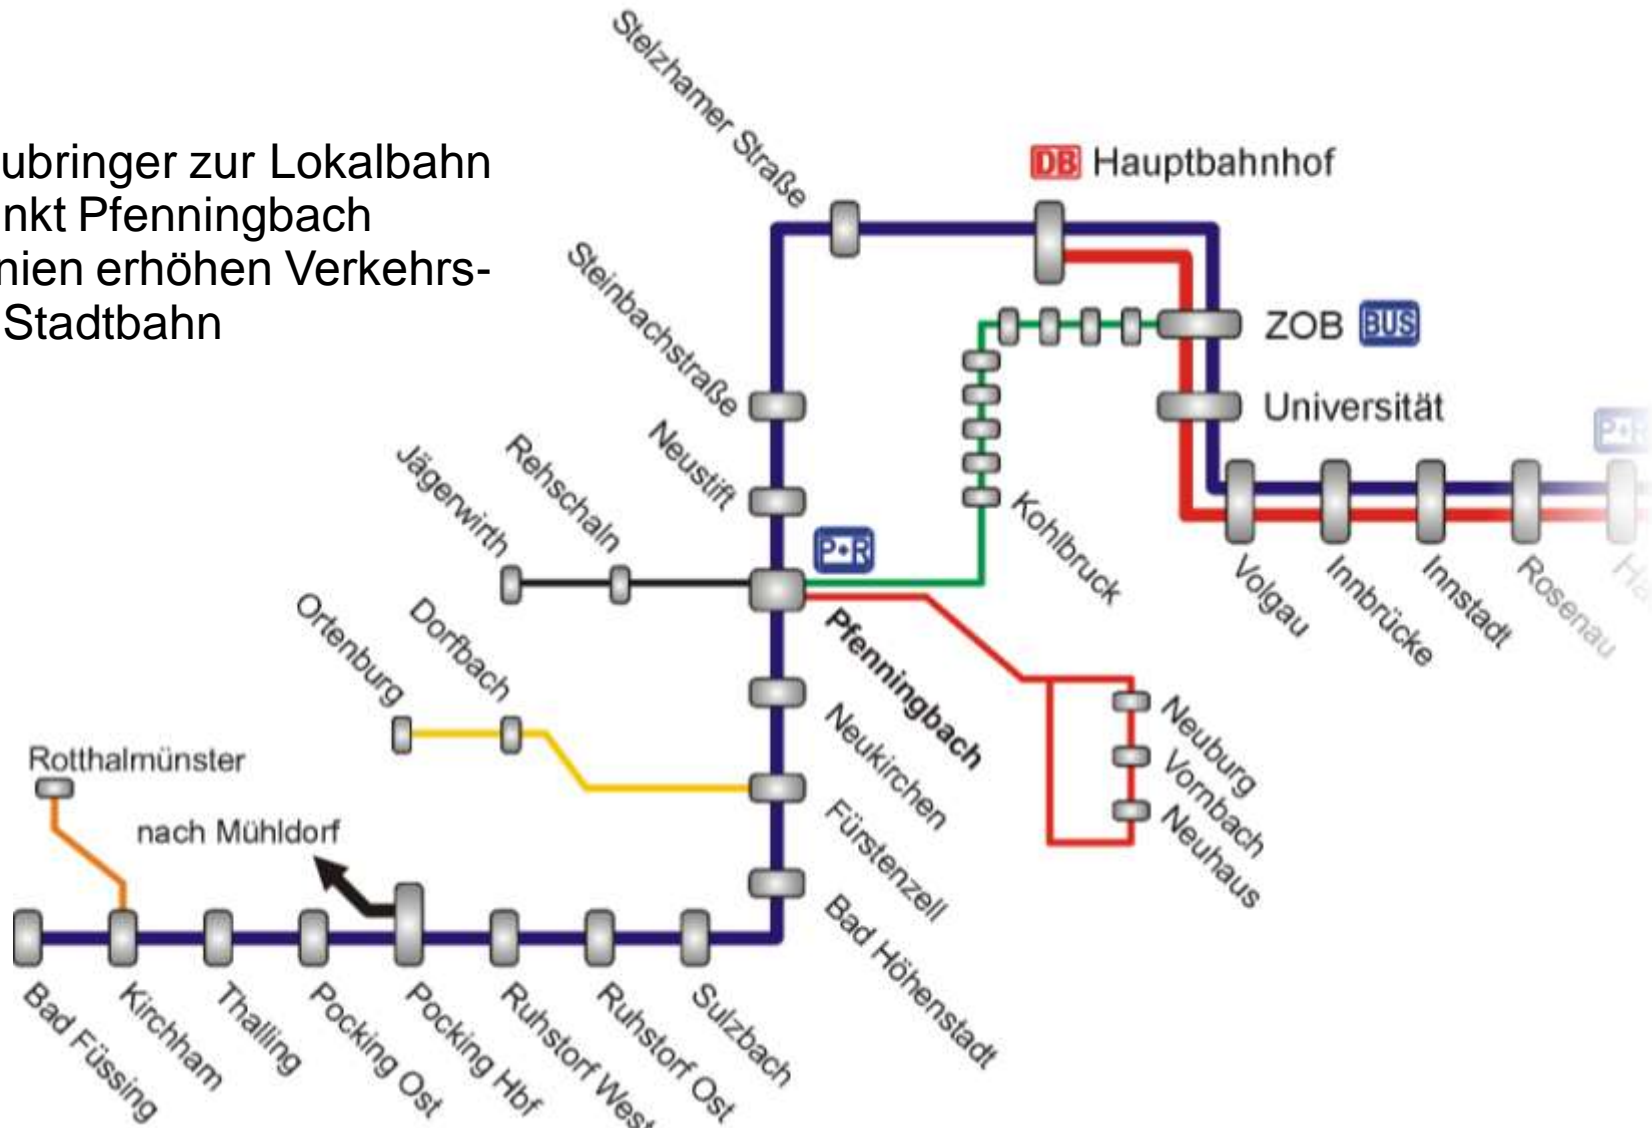 ubringer zur Lokalbahn
nkt Pfenningbach
nien erhöhen Verkehrs-
Stadtbahn
Stelzhamer Straße
DB Hauptbahnhof
Steinbachstraße
ZOB BUS
Universität
P+R
Neustift
Rehschaln
Jägerwirth
P+R
Kohlbruck
Volgau
Innbrücke
Innstadt
Rosenau
Ha
Ortenburg
Dorfbach
Pfenningbach
Neukirchen
Neuburg
Vornbach
Neuhaus
Rotthalmünster
nach Mühldorf
Fürstenzell
Bad Höhenstadt
Bad Füssing
Kirchham
Thalling
Pocking Ost
Pocking Hbf
Ruhstorf West
Ruhstorf Ost
Sulzbach